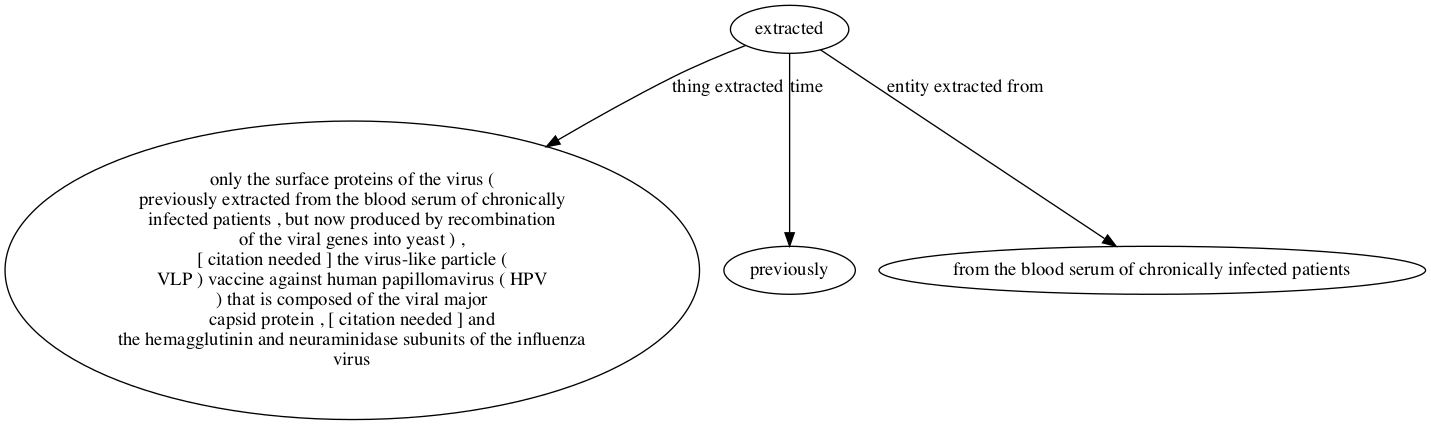 extracted
thing extracted
time
entity extracted from
only the surface proteins of the virus (
previously extracted from the blood serum of chronically
infected patients , but now produced by recombination
of the viral genes into yeast ) ,
[ citation needed ] the virus-like particle (
VLP ) vaccine against human papillomavirus ( HPV
) that is composed of the viral major
capsid protein , [ citation needed ] and
the hemagglutinin and neuraminidase subunits of the influenza
virus
previously
from the blood serum of chronically infected patients